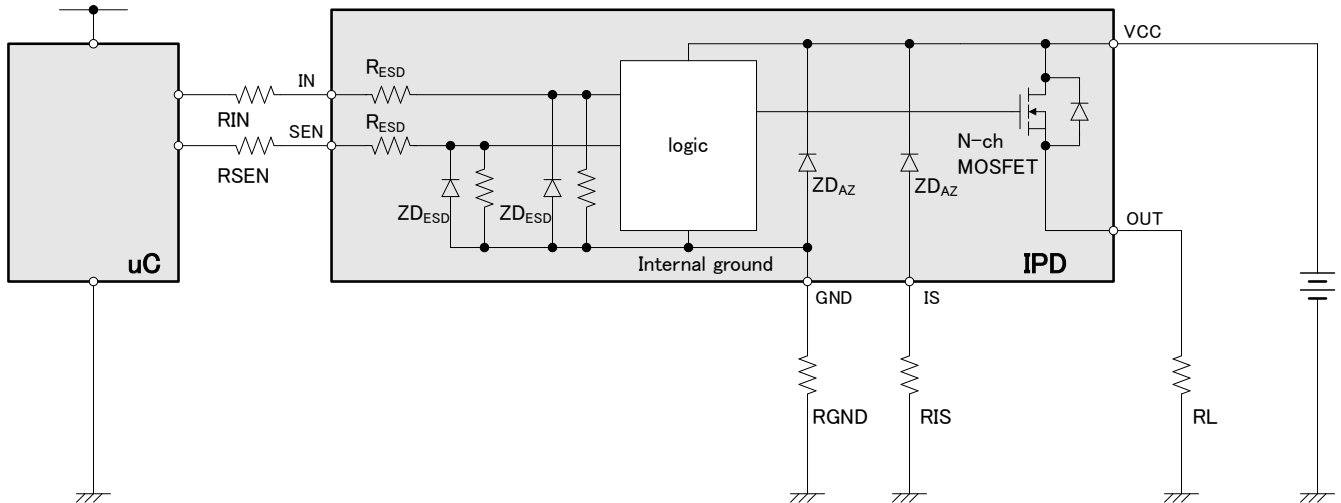 VCC
IN
R_ESD
RIN
SEN
R_ESD
RSEN
logic
N-ch
MOSFET
ZD_AZ
ZD_AZ
ZD_ESD
ZD_ESD
OUT
uC
Internal ground
IPD
GND
IS
RGND
RIS
RL